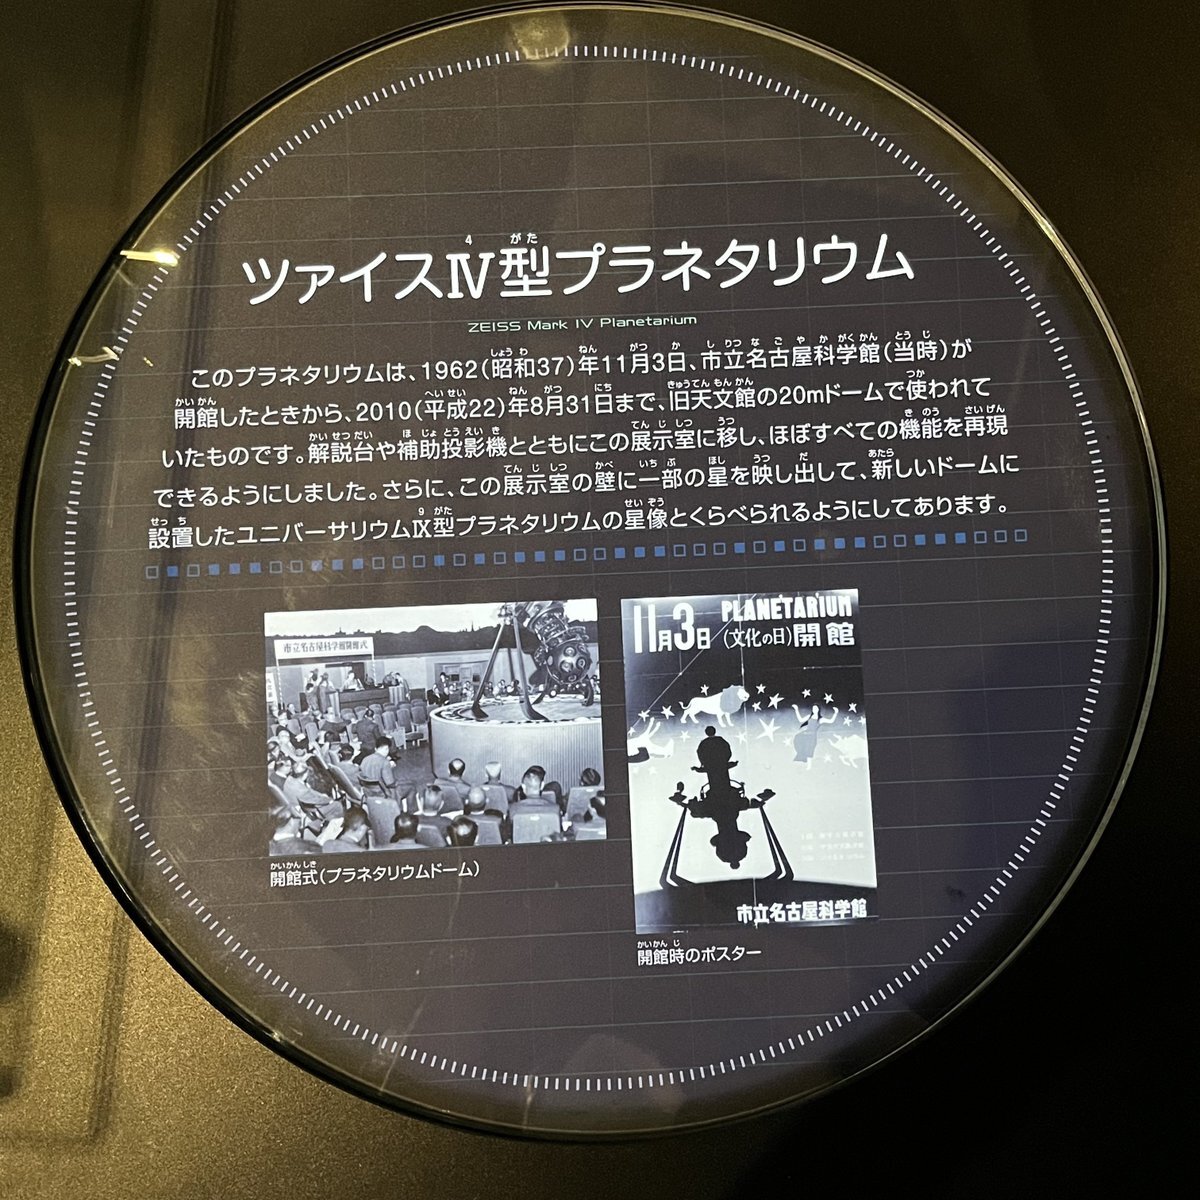 ツァイスⅣ型プラネタリウム
ZEISS Mark IV Planetarium
このプラネタリウムは、1962(昭和37)年11月3日、市立名古屋科学館(当時)が
開館したときから、2010(平成22)年8月31日まで、旧天文館の20mドームで使われて
いたものです。解説台や補助投影機とともにこの展示室に移し、ほぼすべての機能を再現
できるようにしました。さらに、この展示室の壁に一部の星を映し出して、新しいドームに
設置したユニバーサリウムⅨ型プラネタリウムの星像とくらべられるようにしてあります。
市立名古屋科学館開館式
開館式(プラネタリウムドーム)
11月3日(文化の日)
PLANETARIUM
開館
市立名古屋科学館
開館時のポスター